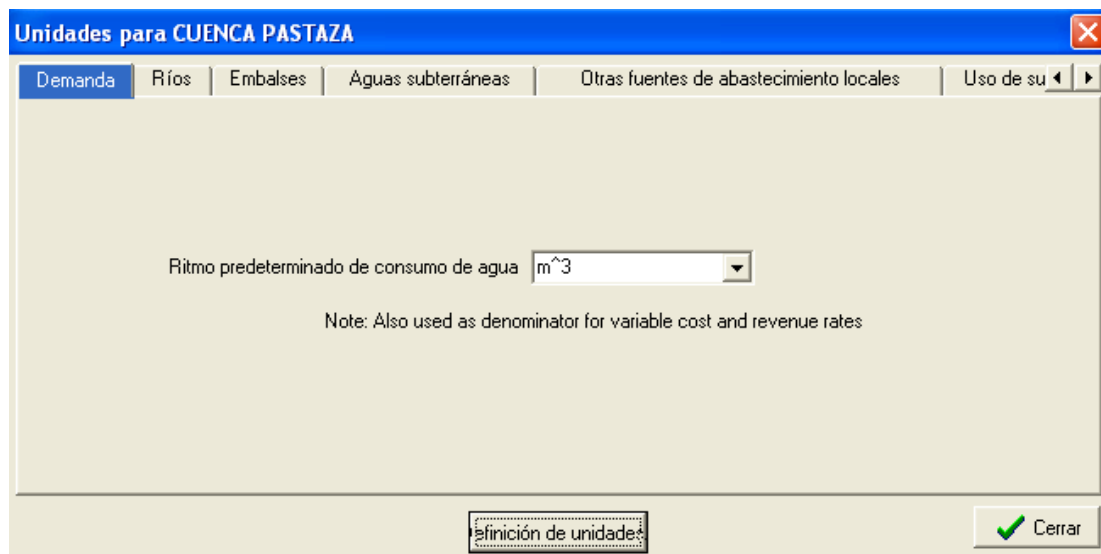 Unidades para CUENCA PASTAZA
Demanda Ríos Embalses Aguas subterráneas Otras fuentes de abastecimiento locales Uso de su
Ritmo predeterminado de consumo de agua m^3
Note: Also used as denominator for variable cost and revenue rates
efinición de unidades Cerrar